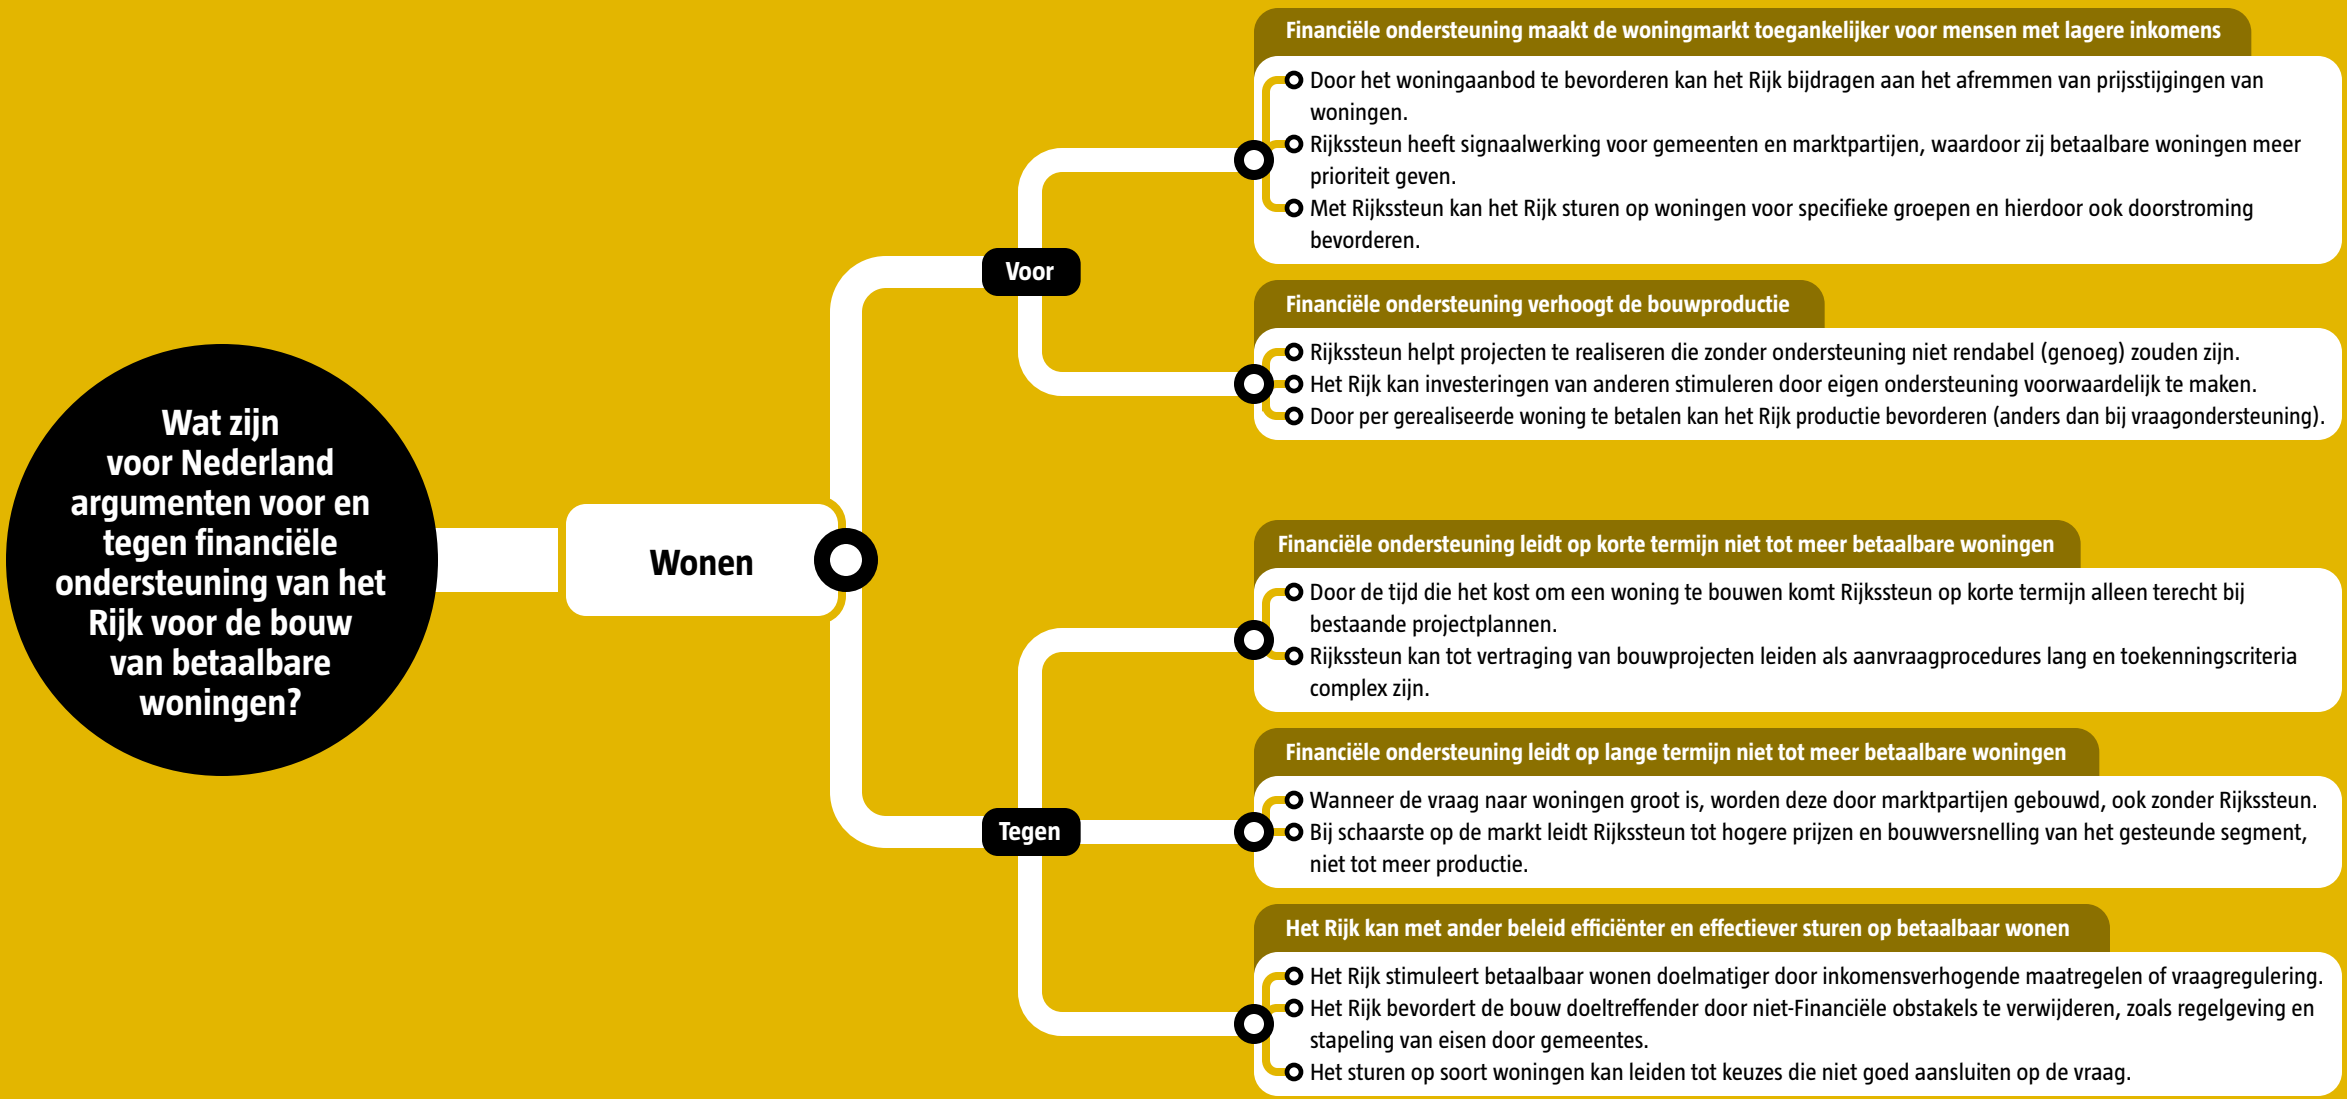 Wat zijn
voor Nederland
argumenten voor en
tegen financiële
ondersteuning van het
Rijk voor de bouw
van betaalbare
woningen?
Wonen
Voor
Financiële ondersteuning maakt de woningmarkt toegankelijker voor mensen met lagere inkomens
Door het woningaanbod te bevorderen kan het Rijk bijdragen aan het afremmen van prijsstijgingen van
woningen.
Rijkssteun heeft signaalwerking voor gemeenten en marktpartijen, waardoor zij betaalbare woningen meer
prioriteit geven.
Met Rijkssteun kan het Rijk sturen op woningen voor specifieke groepen en hierdoor ook doorstroming
bevorderen.
Financiële ondersteuning verhoogt de bouwproductie
Rijkssteun helpt projecten te realiseren die zonder ondersteuning niet rendabel (genoeg) zouden zijn.
Het Rijk kan investeringen van anderen stimuleren door eigen ondersteuning voorwaardelijk te maken.
Door per gerealiseerde woning te betalen kan het Rijk productie bevorderen (anders dan bij vraagondersteuning).
Tegen
Financiële ondersteuning leidt op korte termijn niet tot meer betaalbare woningen
Door de tijd die het kost om een woning te bouwen komt Rijkssteun op korte termijn alleen terecht bij
bestaande projectplannen.
Rijkssteun kan tot vertraging van bouwprojecten leiden als aanvraagprocedures lang en toekenningscriteria
complex zijn.
Financiële ondersteuning leidt op lange termijn niet tot meer betaalbare woningen
Wanneer de vraag naar woningen groot is, worden deze door marktpartijen gebouwd, ook zonder Rijkssteun.
Bij schaarste op de markt leidt Rijkssteun tot hogere prijzen en bouwversnelling van het gesteunde segment,
niet tot meer productie.
Het Rijk kan met ander beleid efficiënter en effectiever sturen op betaalbaar wonen
Het Rijk stimuleert betaalbaar wonen doelmatiger door inkomensverhogende maatregelen of vraagregulering.
Het Rijk bevordert de bouw doeltreffender door niet-Financiële obstakels te verwijderen, zoals regelgeving en
stapeling van eisen door gemeentes.
Het sturen op soort woningen kan leiden tot keuzes die niet goed aansluiten op de vraag.